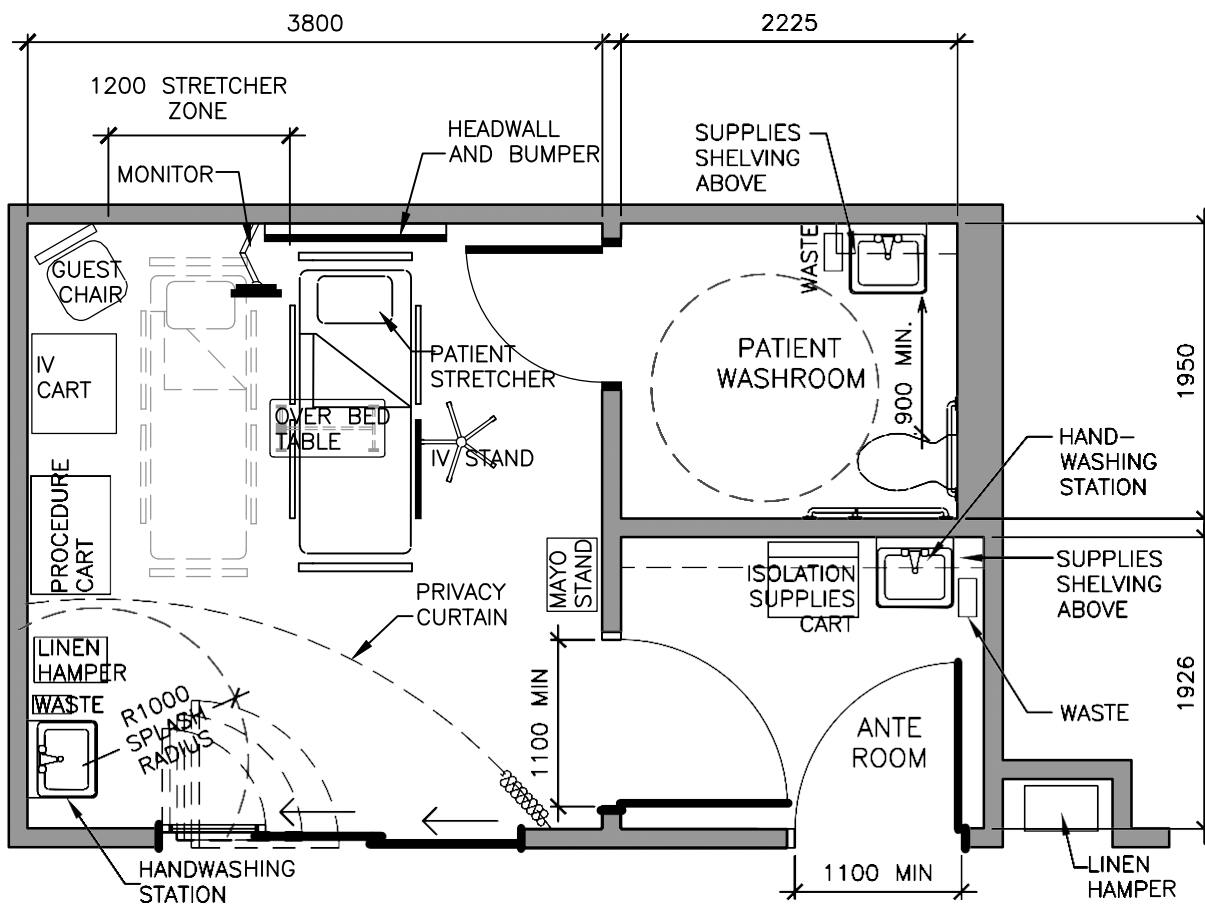 3800
2225
1200 STRETCHER
ZONE
HEADWALL
AND BUMPER
MONITOR
SUPPLIES
SHELVING
ABOVE
GUEST
CHAIR
WASTE
IV
CART
PATIENT
STRETCHER
PATIENT
WASHROOM
900 MIN.
1950
OVER BED
TABLE
IV STAND
HAND-
WASHING
STATION
PROCEDURE
CART
MAYO
STAND
ISOLATION
SUPPLIES
CART
SUPPLIES
SHELVING
ABOVE
PRIVACY
CURTAIN
LINEN
HAMPER
WASTE
R1000
SPLASH
RADIUS
1100 MIN
ANTE
ROOM
WASTE
1926
HANDWASHING
STATION
1100 MIN
LINEN
HAMPER